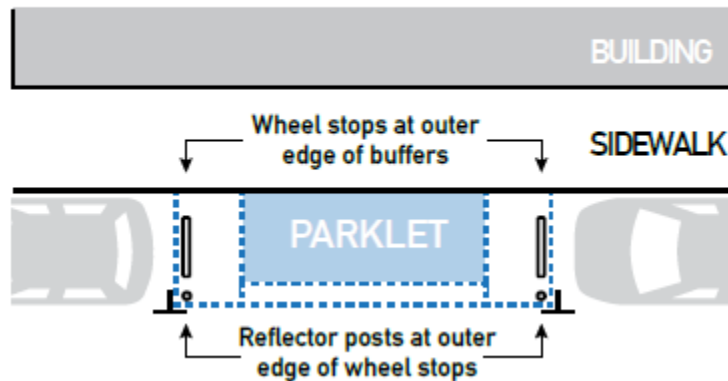 BUILDING
Wheel stops at outer
edge of buffers
SIDEWALK
PARKLET
Reflector posts at outer
edge of wheel stops